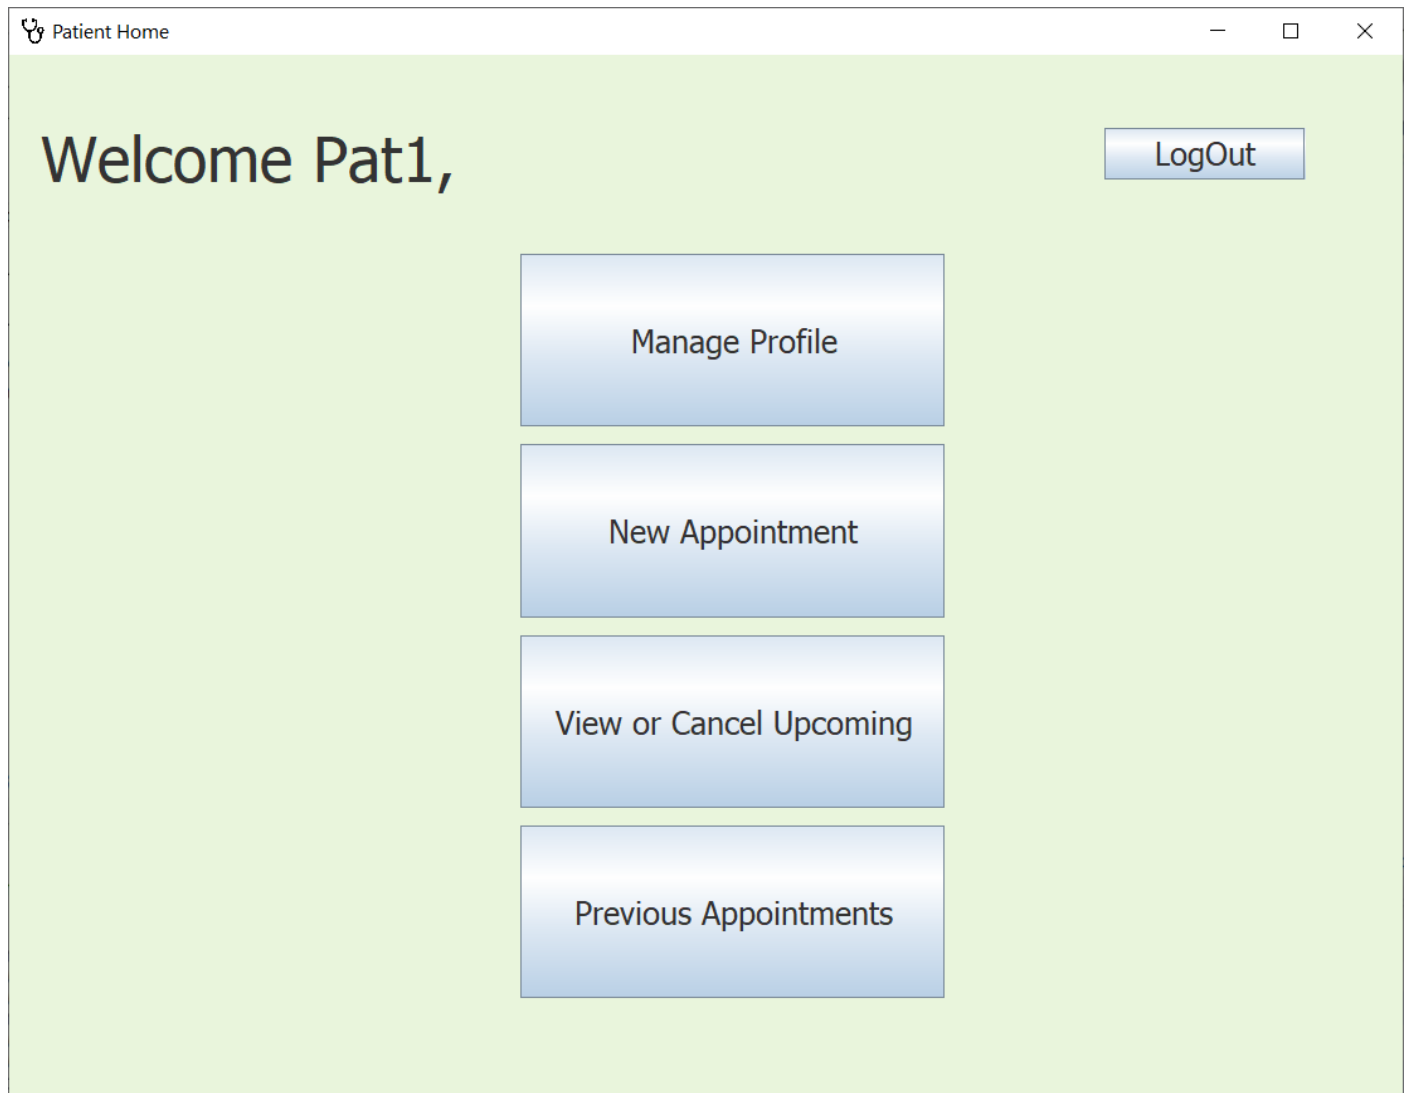 Patient Home
Welcome Pat1,
LogOut
Manage Profile
New Appointment
View or Cancel Upcoming
Previous Appointments